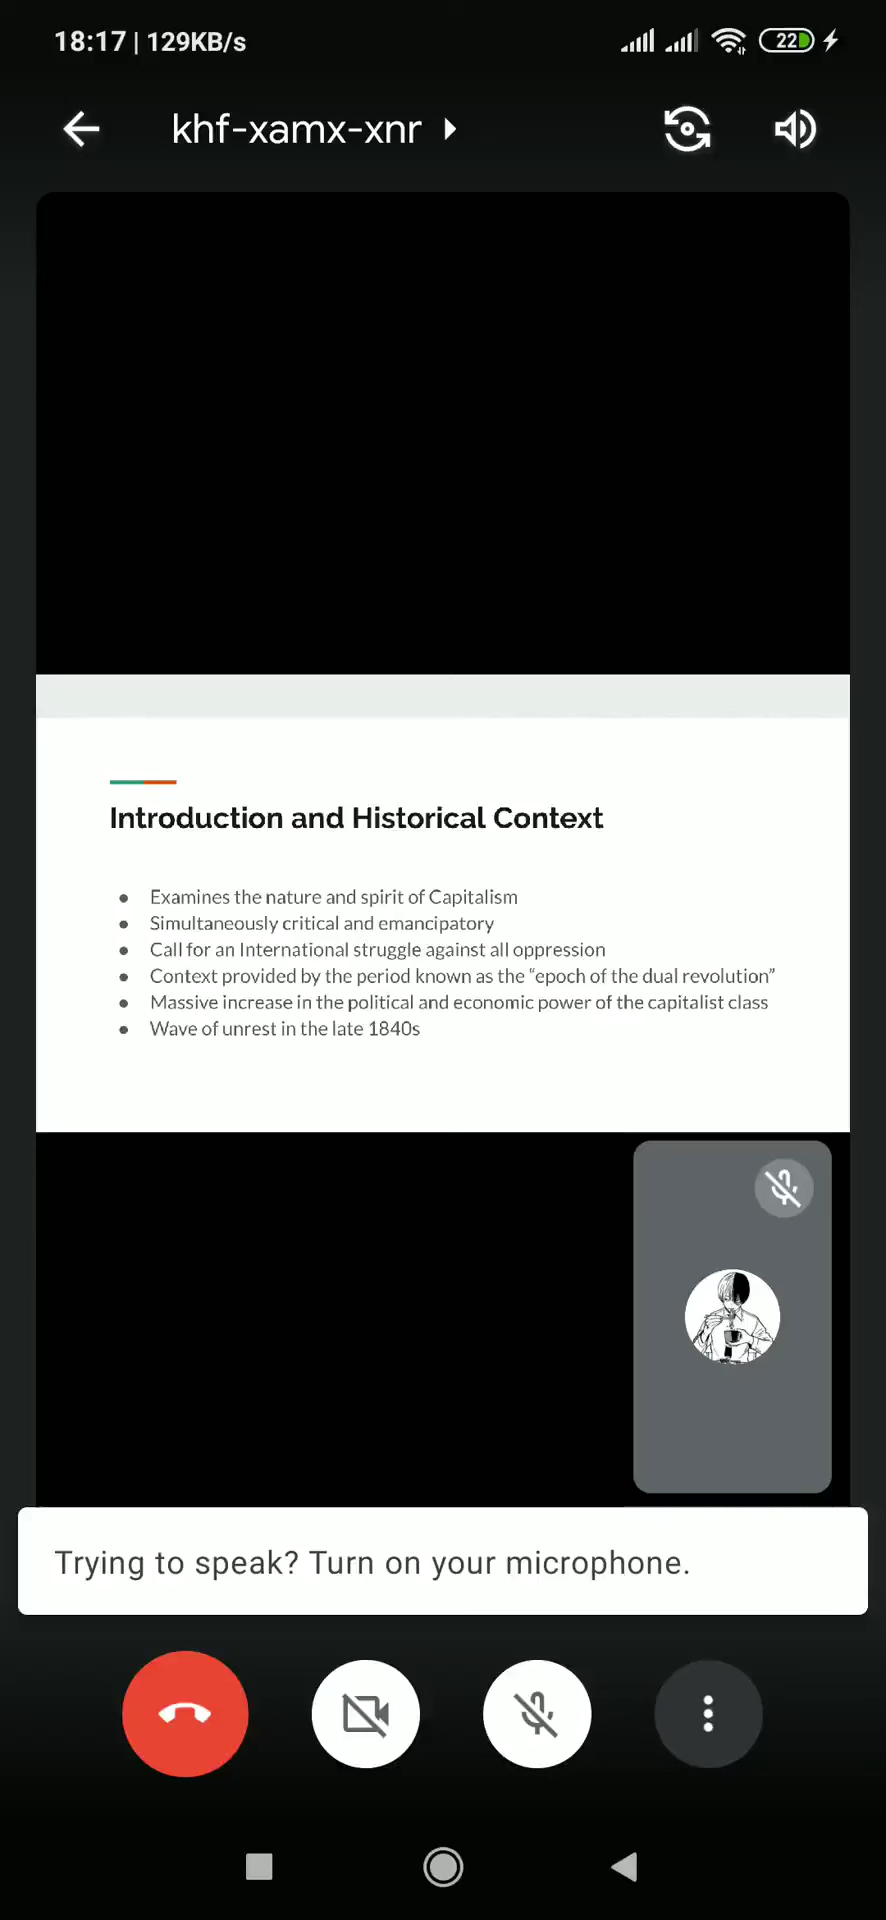 18:17 | 129KB/s
22
khf-xamx-xnr
Introduction and Historical Context
Examines the nature and spirit of Capitalism
Simultaneously critical and emancipatory
Call for an International struggle against all oppression
Context provided by the period known as the “epoch of the dual revolution”
Massive increase in the political and economic power of the capitalist class
Wave of unrest in the late 1840s
Trying to speak? Turn on your microphone.